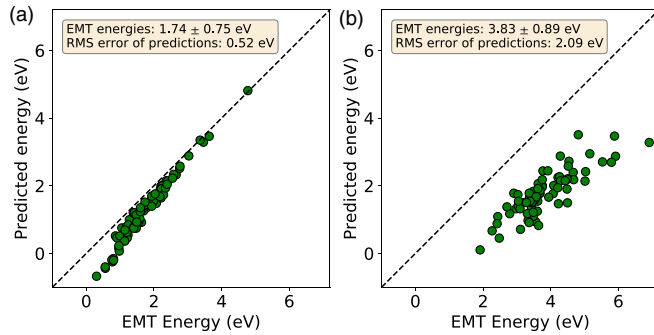 (a)
EMT energies: 1.74 ± 0.75 eV
RMS error of predictions: 0.52 eV
Predicted energy (eV)
6
4
2
0
0 2 4 6
EMT Energy (eV)
(b)
EMT energies: 3.83 ± 0.89 eV
RMS error of predictions: 2.09 eV
Predicted energy (eV)
6
4
2
0
0 2 4 6
EMT Energy (eV)